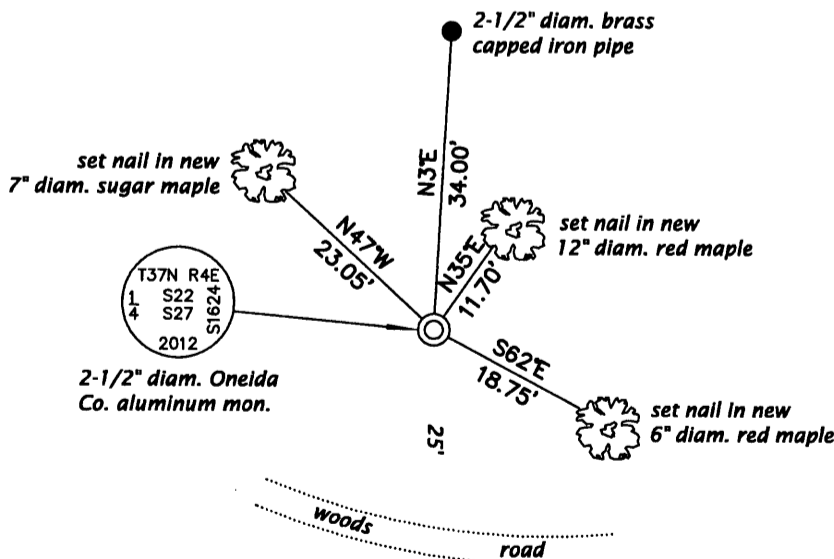 2-1/2" diam. brass
capped iron pipe
set nail in new
7" diam. sugar maple
N3°E
34.00'
set nail in new
12" diam. red maple
N47°W
23.05'
N35°E
11.70'
T37N R4E
1
4
S22
S27
S1624
2012
2-1/2" diam. Oneida
Co. aluminum mon.
S62°E
18.75'
set nail in new
6" diam. red maple
25'
woods
road